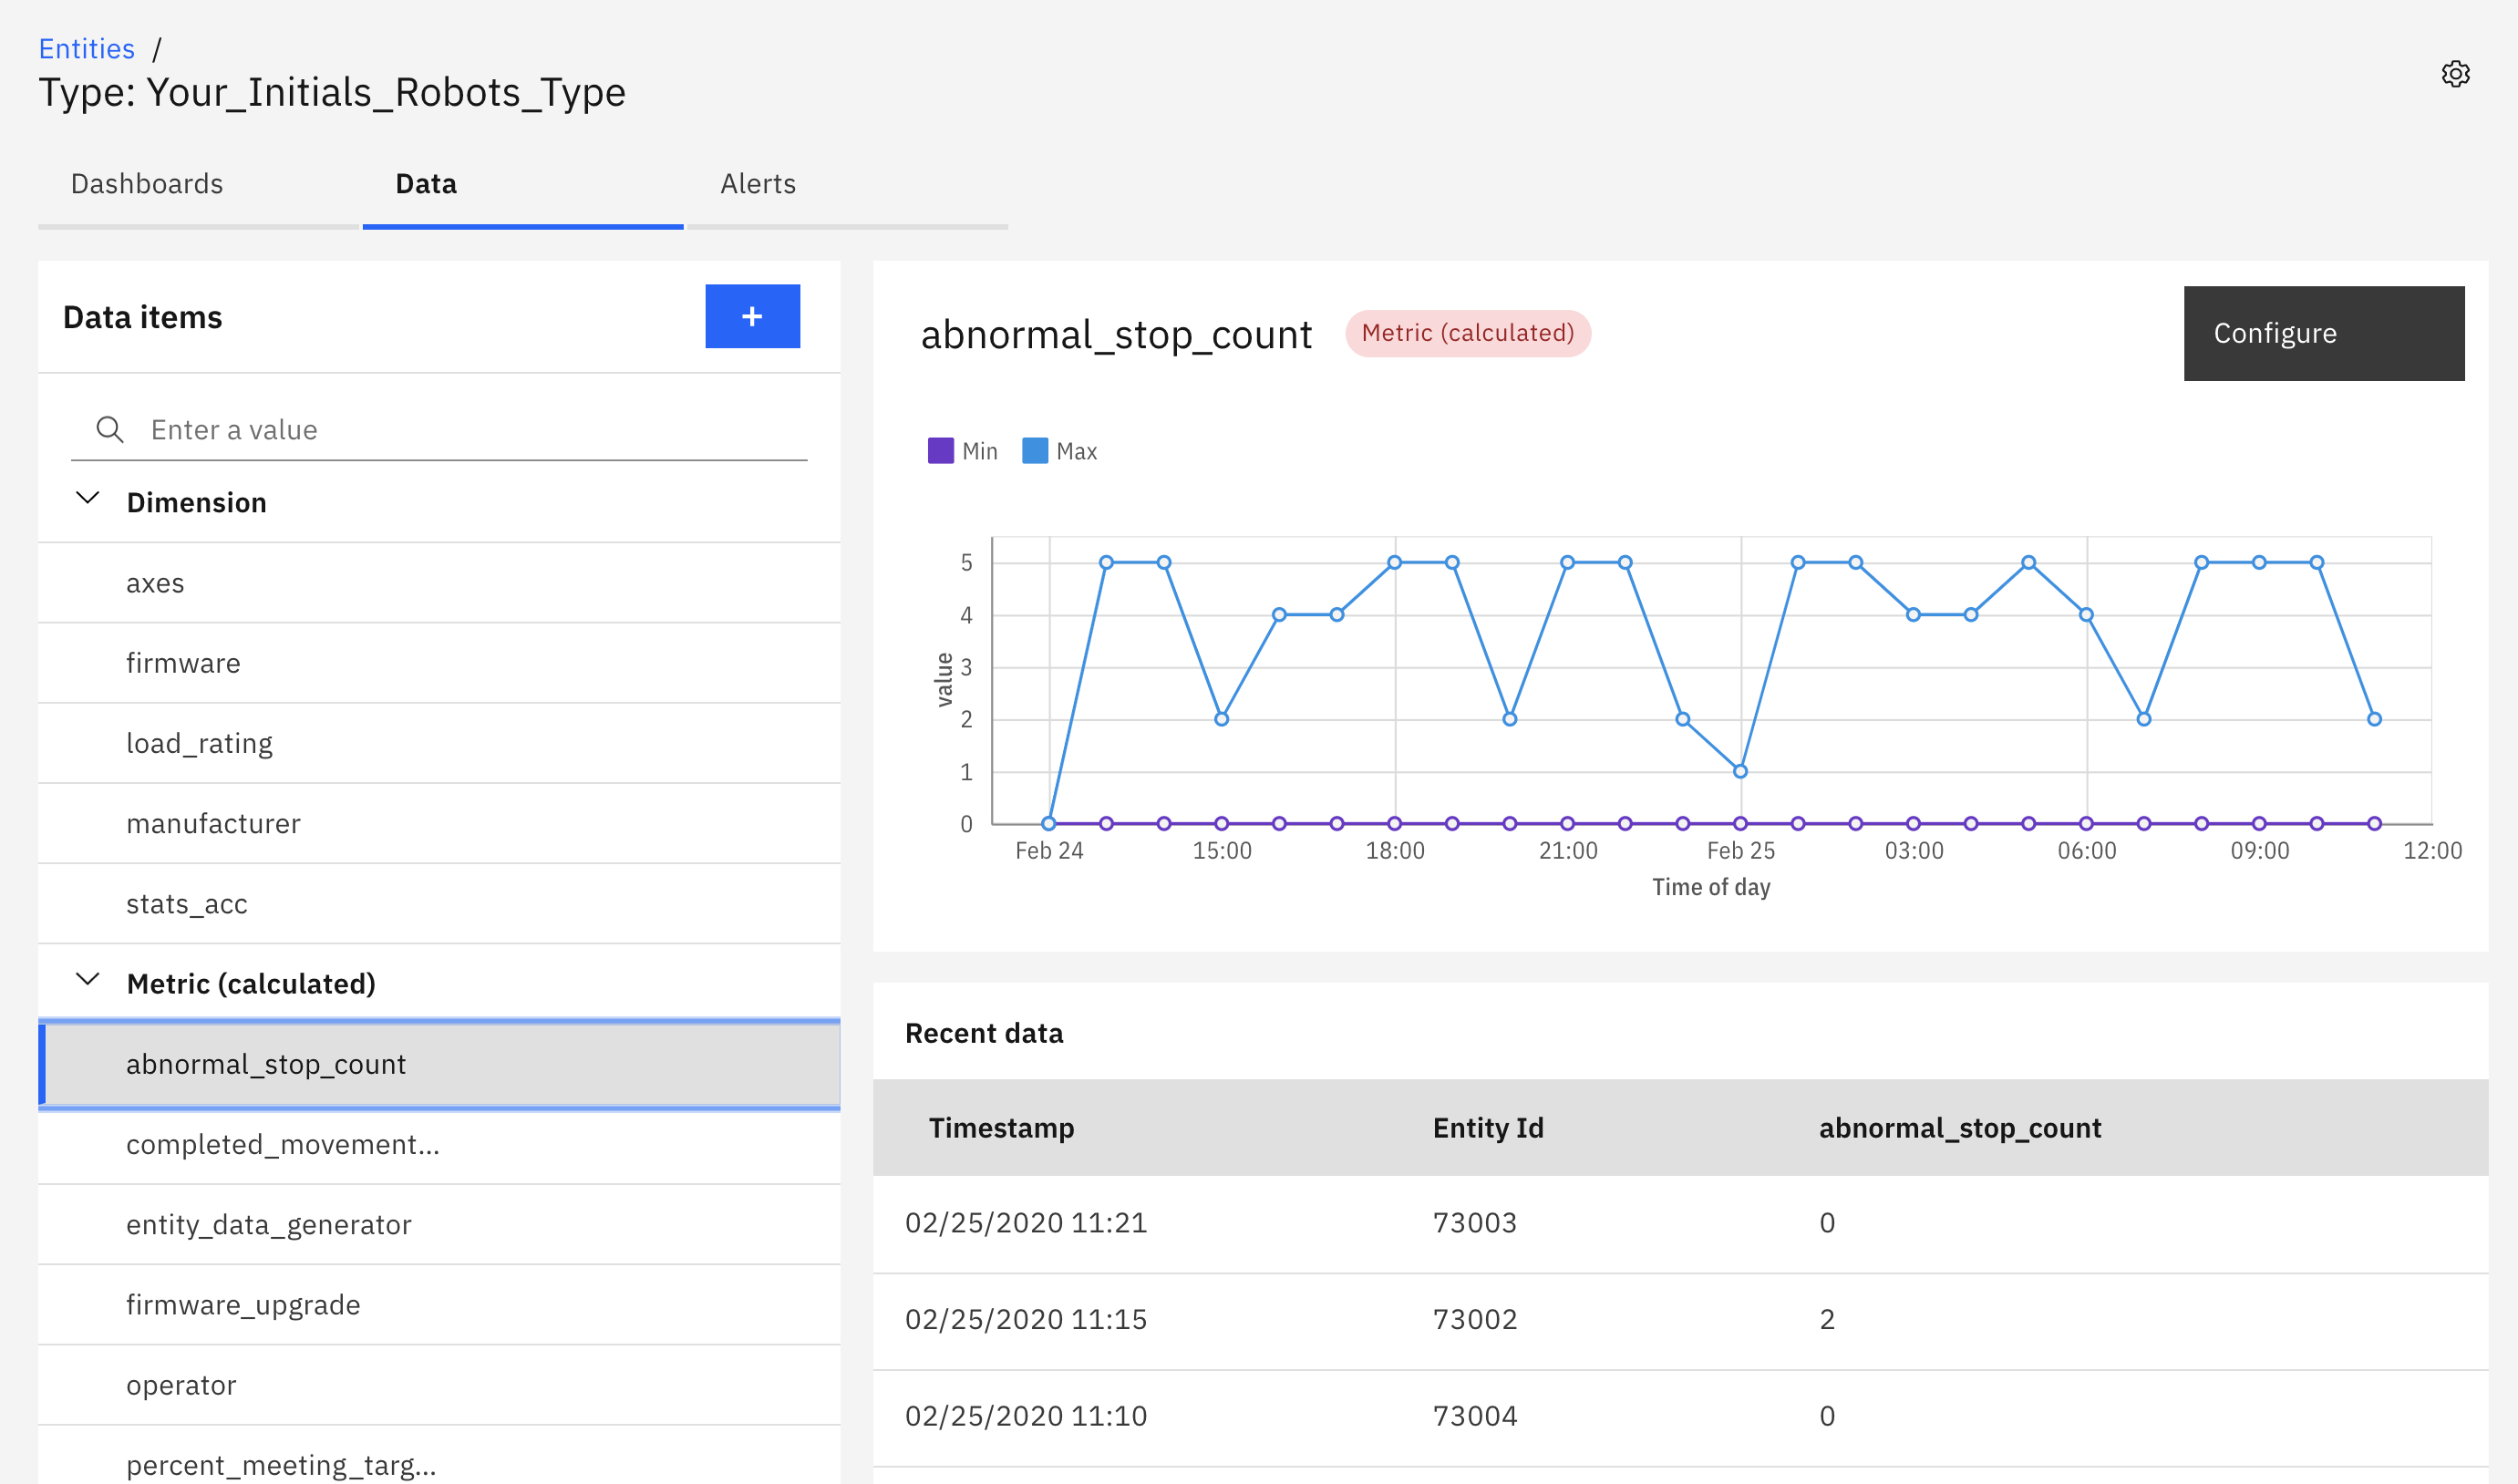 Entities /
Type: Your_Initials_Robots_Type
Dashboards
Data
Alerts
Data items
+
Enter a value
Dimension
axes
firmware
load_rating
manufacturer
stats_acc
Metric (calculated)
abnormal_stop_count
completed_movement...
entity_data_generator
firmware_upgrade
operator
percent_meeting_targ...
abnormal_stop_count Metric (calculated)
Configure
Min Max
value
5
4
3
2
1
0
Feb 24 15:00 18:00 21:00 Feb 25 03:00 06:00 09:00 12:00
Time of day
Recent data
Timestamp Entity Id abnormal_stop_count
02/25/2020 11:21 73003 0
02/25/2020 11:15 73002 2
02/25/2020 11:10 73004 0